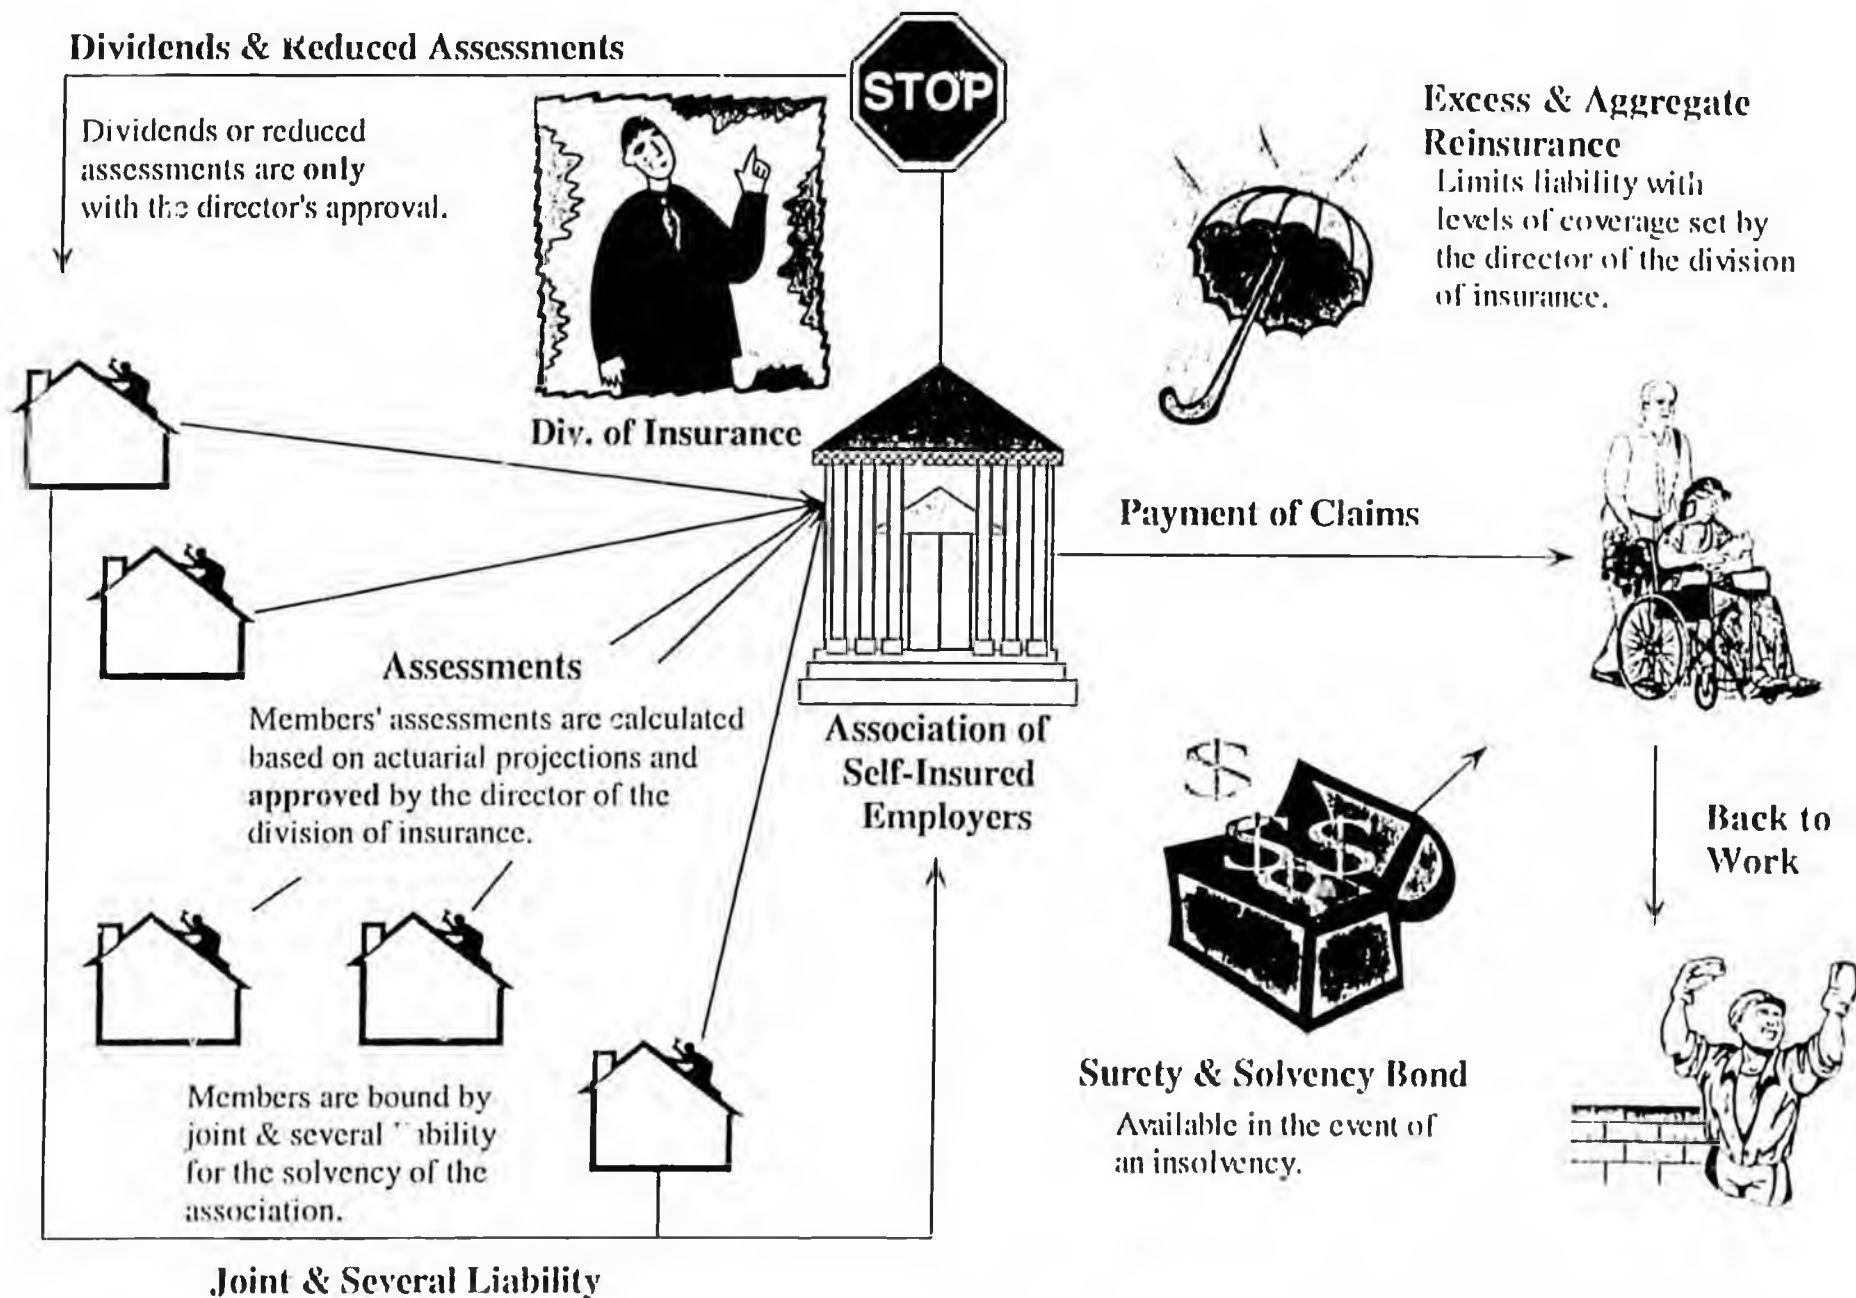 Dividends & Reduced Assessments
STOP
Dividends or reduced
assessments are only
with the director's approval.
Div. of Insurance
Excess & Aggregate
Reinsurance
Limits liability with
levels of coverage set by
the director of the division
of insurance.
Payment of Claims
Assessments
Members' assessments are calculated
based on actuarial projections and
approved by the director of the
division of insurance.
Association of
Self-Insured
Employers
$
$ $
$
Back to
Work
Members are bound by
joint & several
for the solvency of the
association.
Surety & Solvency Bond
Available in the event of
an insolvency.
Joint & Several Liability